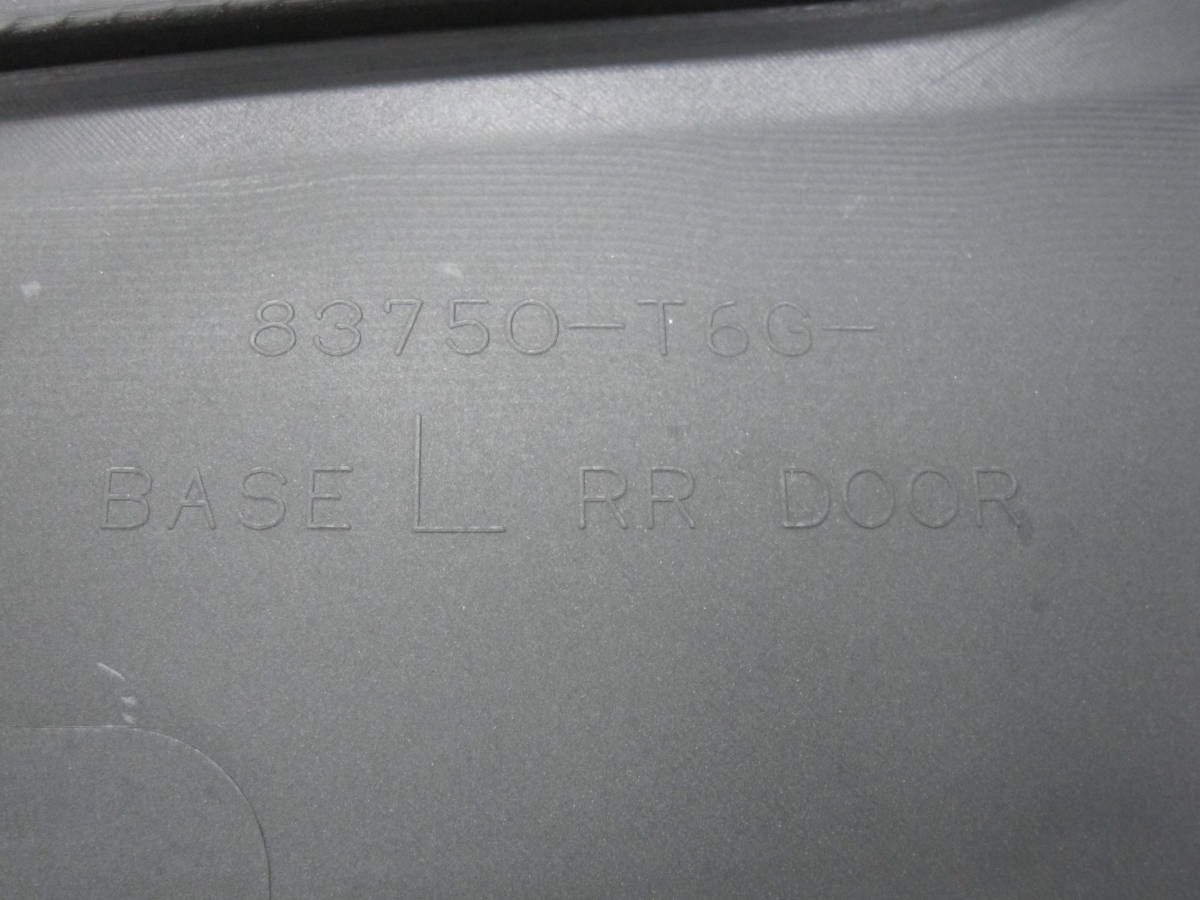 83750-T6G-
BASE L RR DOOR